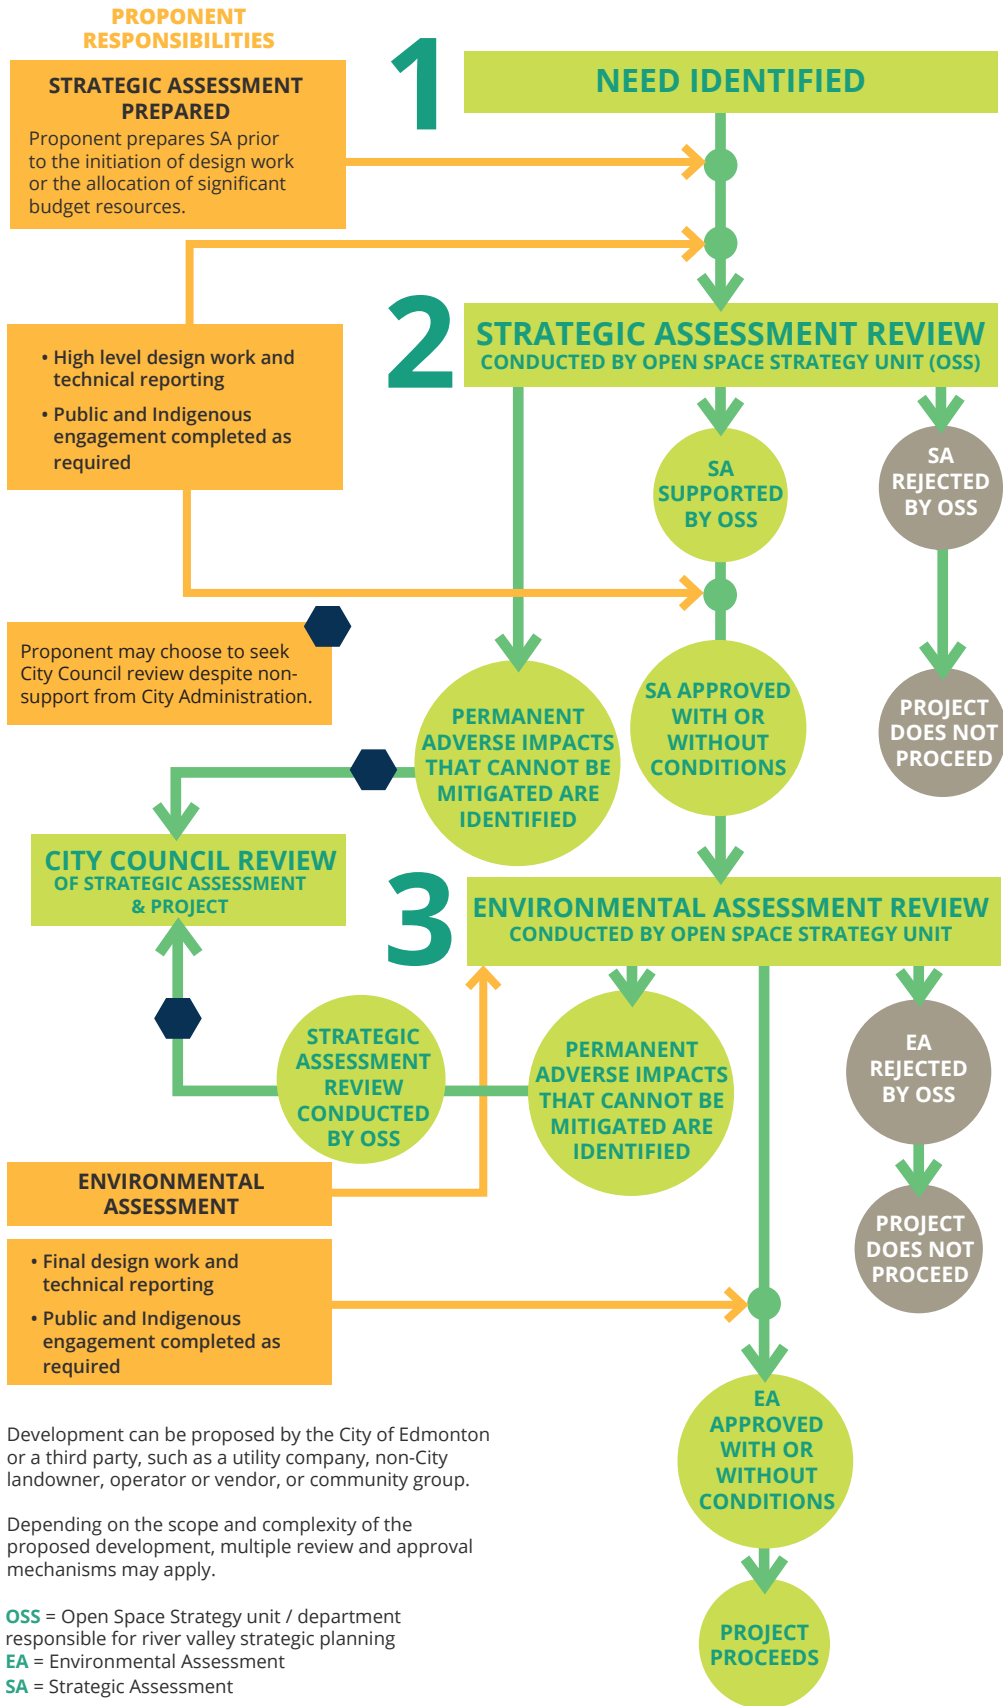 PROPONENT
RESPONSIBILITIES
STRATEGIC ASSESSMENT
PREPARED
Proponent prepares SA prior
to the initiation of design work
or the allocation of significant
budget resources.
1
NEED IDENTIFIED
• High level design work and
technical reporting
• Public and Indigenous
engagement completed as
required
2
STRATEGIC ASSESSMENT REVIEW
CONDUCTED BY OPEN SPACE STRATEGY UNIT (OSS)
SA
SUPPORTED
BY OSS
SA
REJECTED
BY OSS
Proponent may choose to seek
City Council review despite non-
support from City Administration.
PERMANENT
ADVERSE IMPACTS
THAT CANNOT BE
MITIGATED ARE
IDENTIFIED
SA APPROVED
WITH OR
WITHOUT
CONDITIONS
PROJECT
DOES NOT
PROCEED
CITY COUNCIL REVIEW
OF STRATEGIC ASSESSMENT
& PROJECT
3
ENVIRONMENTAL ASSESSMENT REVIEW
CONDUCTED BY OPEN SPACE STRATEGY UNIT
STRATEGIC
ASSESSMENT
REVIEW
CONDUCTED
BY OSS
PERMANENT
ADVERSE IMPACTS
THAT CANNOT BE
MITIGATED ARE
IDENTIFIED
EA
REJECTED
BY OSS
PROJECT
DOES NOT
PROCEED
ENVIRONMENTAL
ASSESSMENT
• Final design work and
technical reporting
• Public and Indigenous
engagement completed as
required
EA
APPROVED
WITH OR
WITHOUT
CONDITIONS
PROJECT
PROCEEDS
Development can be proposed by the City of Edmonton
or a third party, such as a utility company, non-City
landowner, operator or vendor, or community group.
Depending on the scope and complexity of the
proposed development, multiple review and approval
mechanisms may apply.
OSS = Open Space Strategy unit / department
responsible for river valley strategic planning
EA = Environmental Assessment
SA = Strategic Assessment